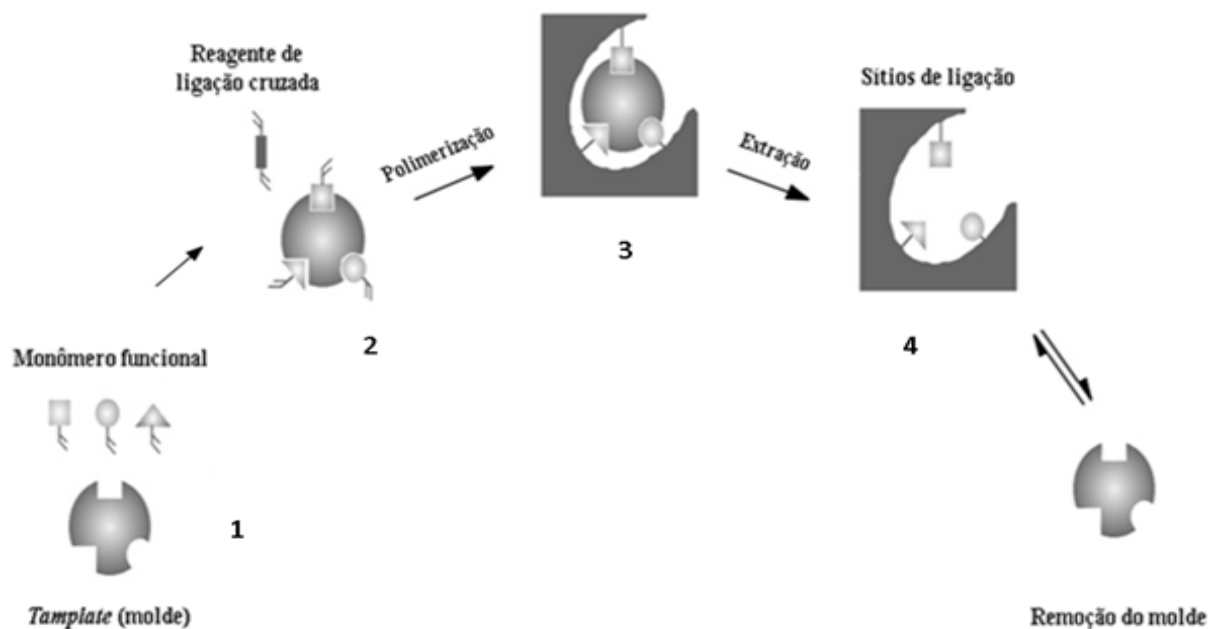 Reagente de
ligação cruzada
Polimerização
3
Extração
Sítios de ligação
4
2
Monômero funcional
1
Tamplate (molde)
Remoção do molde